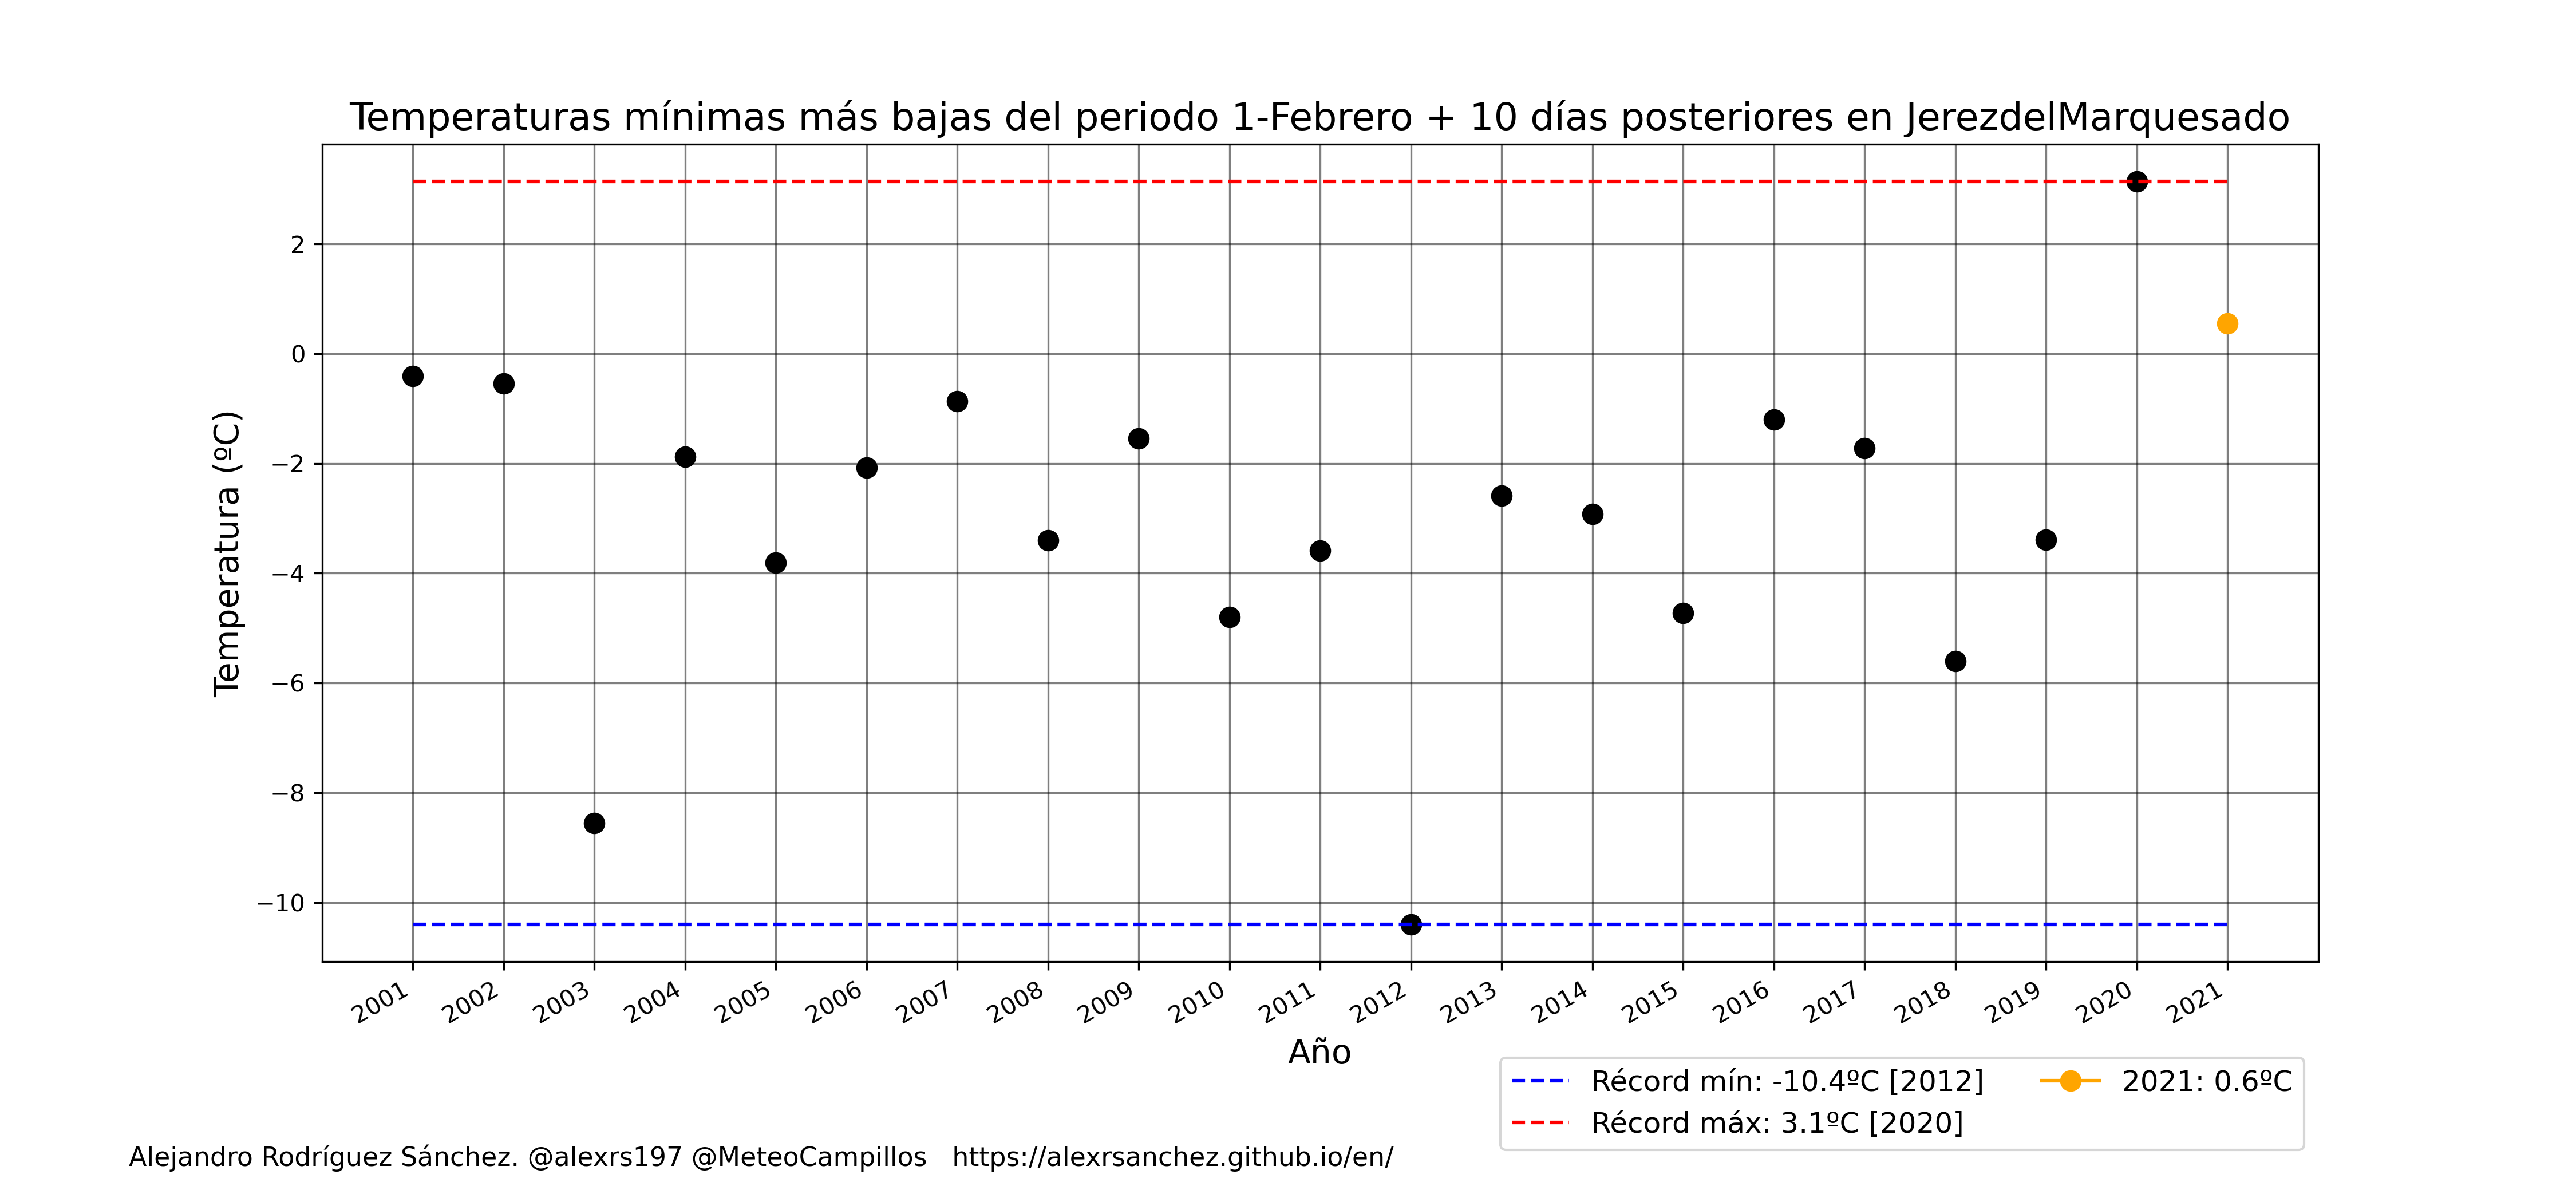 Temperaturas mínimas más bajas del periodo 1-Febrero + 10 días posteriores en JerezdelMarquesado
Temperatura (ºC)
2
0
−2
−4
−6
−8
−10
2001 2002 2003 2004 2005 2006 2007 2008 2009 2010 2011 2012 2013 2014 2015 2016 2017 2018 2019 2020 2021
Año
Récord mín: -10.4ºC [2012]
Récord máx: 3.1ºC [2020]
2021: 0.6ºC
Alejandro Rodríguez Sánchez. @alexrs197 @MeteoCampillos https://alexrsanchez.github.io/en/